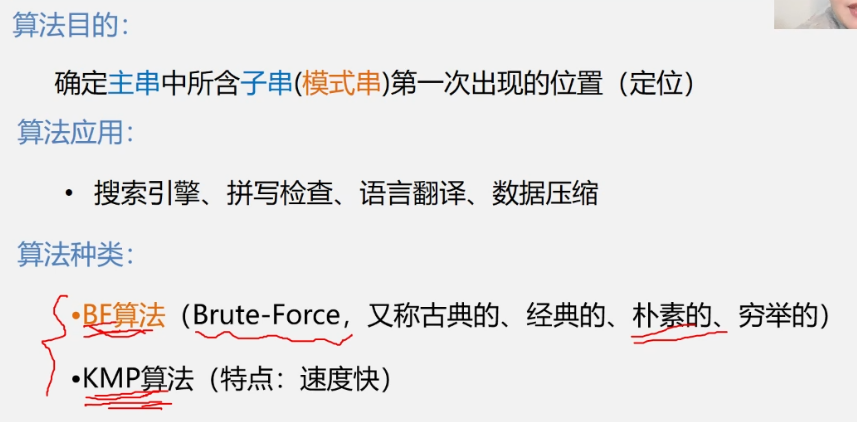 算法目的：
确定主串中所含子串(模式串)第一次出现的位置（定位）
算法应用：
• 搜索引擎、拼写检查、语言翻译、数据压缩
算法种类：
•BF算法（Brute-Force，又称古典的、经典的、朴素的、穷举的）
•KMP算法（特点：速度快）